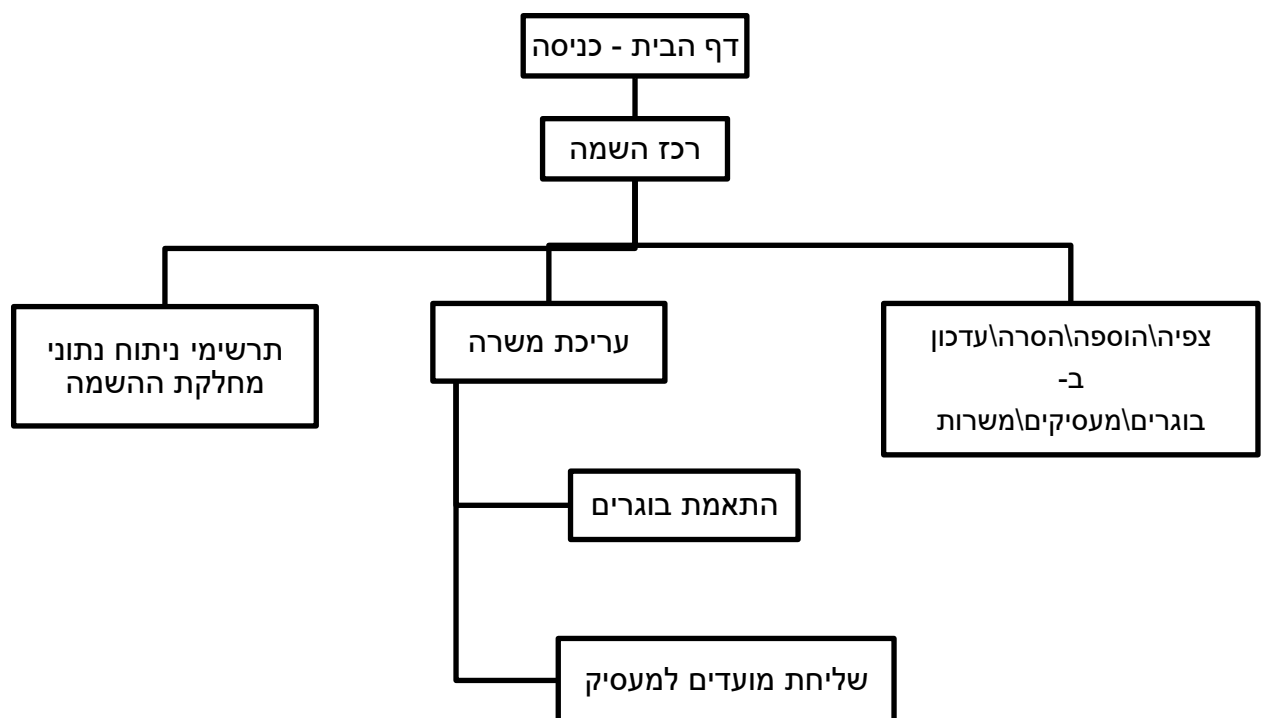 דף הבית - כניסה
רכז השמה
צפיה\הוספה\הסרה\עדכון
ב-
בוגרים\מעסיקים\משרות
עריכת משרה
תרשימי ניתוח נתוני
מחלקת ההשמה
התאמת בוגרים
שליחת מועדים למעסיק